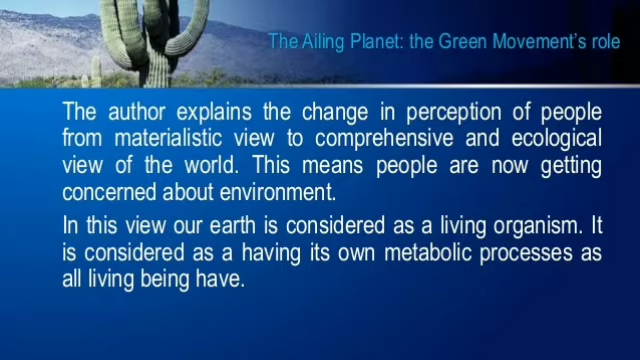 The Ailing Planet: the Green Movement's role
The author explains the change in perception of people
from materialistic view to comprehensive and ecological
view of the world. This means people are now getting
concerned about environment.
In this view our earth is considered as a living organism. It
is considered as a having its own metabolic processes as
all living being have.